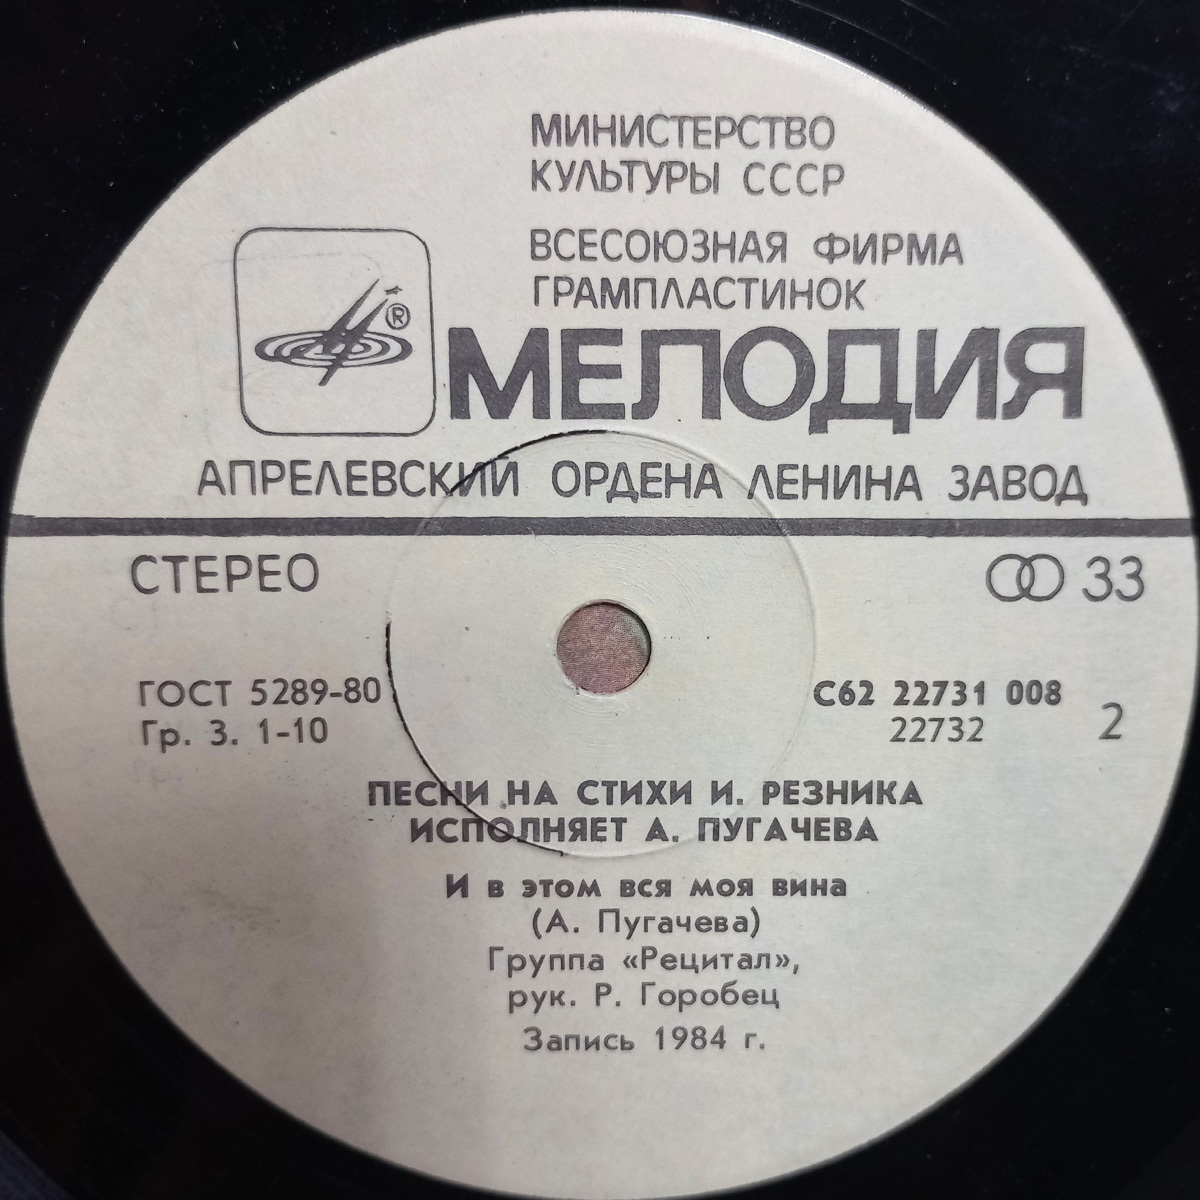 МИНИСТЕРСТВО
КУЛЬТУРЫ СССР
ВСЕСОЮЗНАЯ ФИРМА
ГРАМПЛАСТИНОК
®
МЕЛОДИЯ
АПРЕЛЕВСКИЙ ОРДЕНА ЛЕНИНА ЗАВОД
СТЕРЕО
33
ГОСТ 5289-80
Гр. 3. 1-10
С62 22731 008
22732
2
ПЕСНИ НА СТИХИ И. РЕЗНИКА
ИСПОЛНЯЕТ А. ПУГАЧЕВА
И в этом вся моя вина
(А. Пугачева)
Группа «Рецитал»,
рук. Р. Горобец
Запись 1984 г.